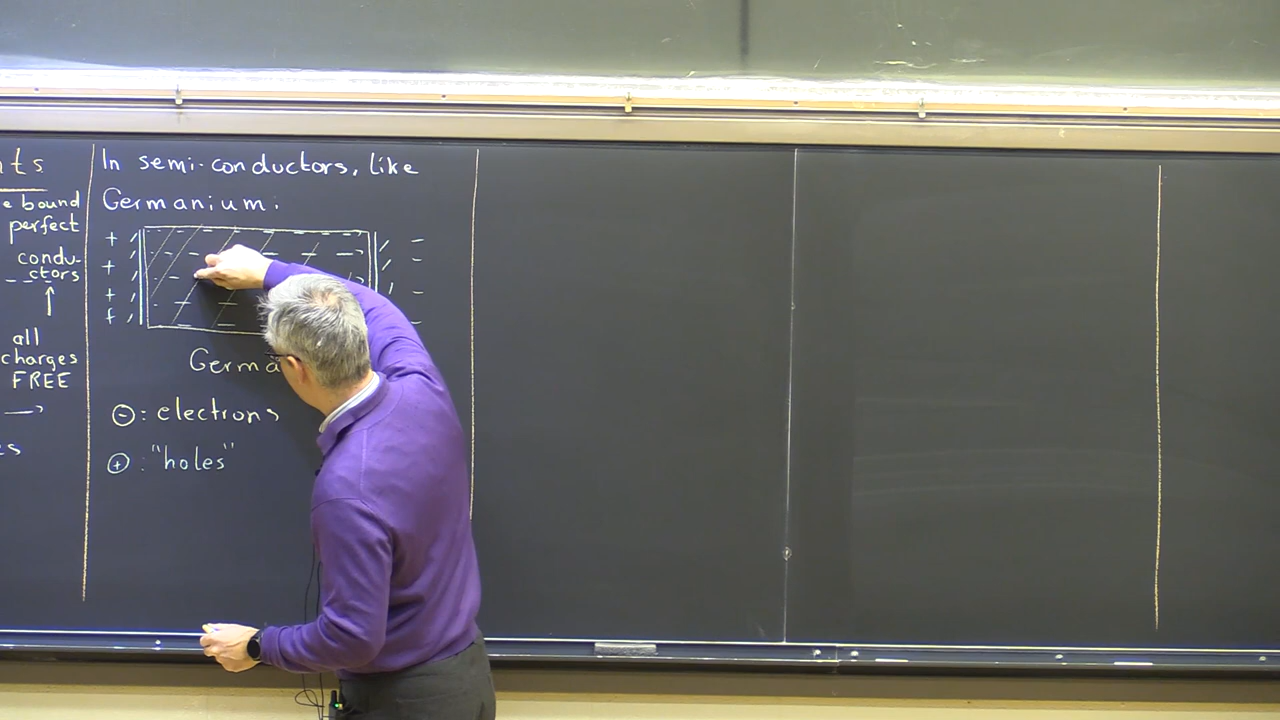 ts
e bound
perfect
condu-
ctors
all
charges
FREE
es
In semi-conductors, like
Germanium:
+ -
+ -
+ -
+ -
Germa
⊖: electrons
⊕: "holes"